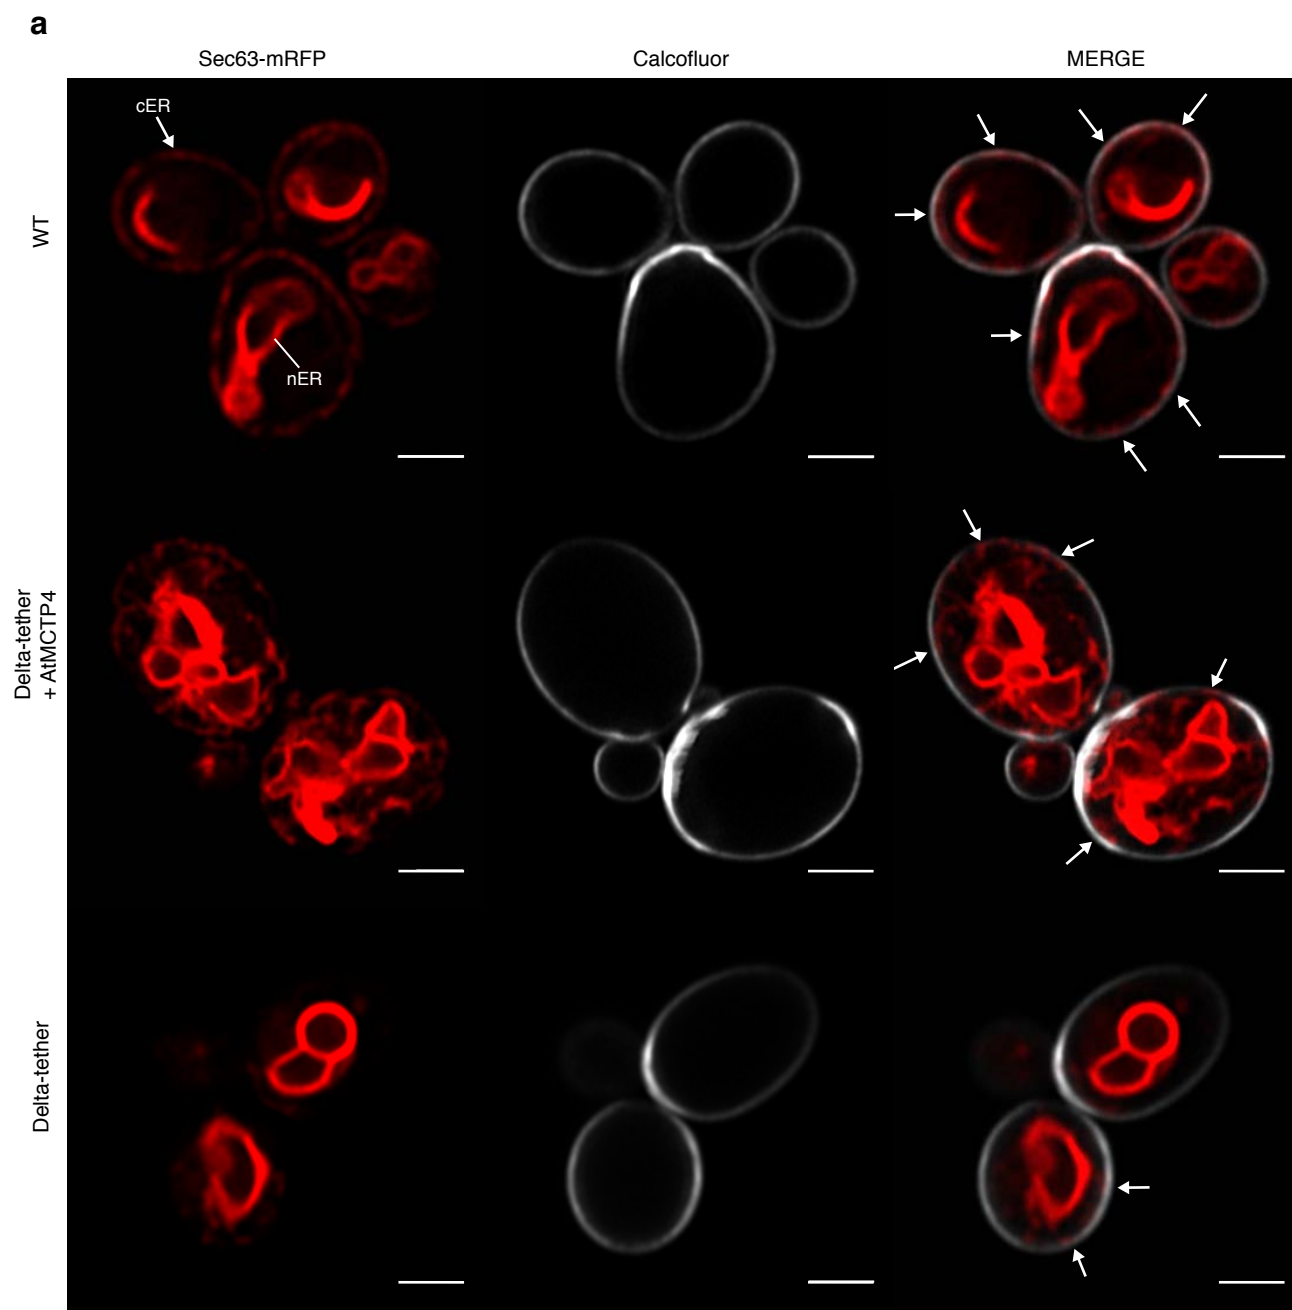 a
Sec63-mRFP
Calcofluor
MERGE
cER
WT
nER
Delta-tether
+ AtMCTP4
Delta-tether